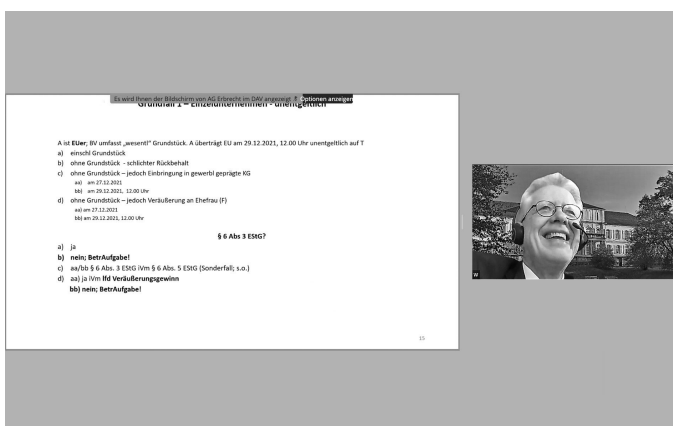 Es wird Ihnen der Bildschirm von AG Erbrecht im DAV angezeigt Optionen anzeigen
Grundfall 1 – Einzelunternehmen - unentgeltlich
A ist EUer; BV umfasst „wesentl“ Grundstück. A überträgt EU am 29.12.2021, 12.00 Uhr unentgeltlich auf T
a) einschl Grundstück
b) ohne Grundstück - schlichter Rückbehalt
c) ohne Grundstück – jedoch Einbringung in gewerbl geprägte KG
aa) am 27.12.2021
bb) am 29.12.2021, 12.00 Uhr
d) ohne Grundstück – jedoch Veräußerung an Ehefrau (F)
aa) am 27.12.2021
bb) am 29.12.2021, 12.00 Uhr
§ 6 Abs 3 EStG?
a) ja
b) nein; BetrAufgabe!
c) aa/bb § 6 Abs. 3 EStG iVm § 6 Abs. 5 EStG (Sonderfall; s.o.)
d) aa) ja iVm lfd Veräußerungsgewinn
bb) nein; BetrAufgabe!
15
W